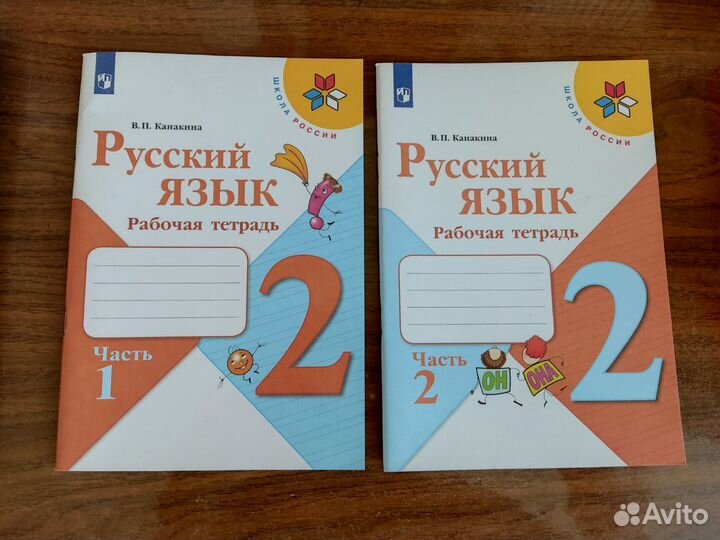 ШКОЛА РОССИИ
В.П. Канакина
Русский
ЯЗЫК
Рабочая тетрадь
2
Часть
1
ШКОЛА РОССИИ
В.П. Канакина
Русский
ЯЗЫК
Рабочая тетрадь
2
Часть
2
ОН
ОНА
Avito